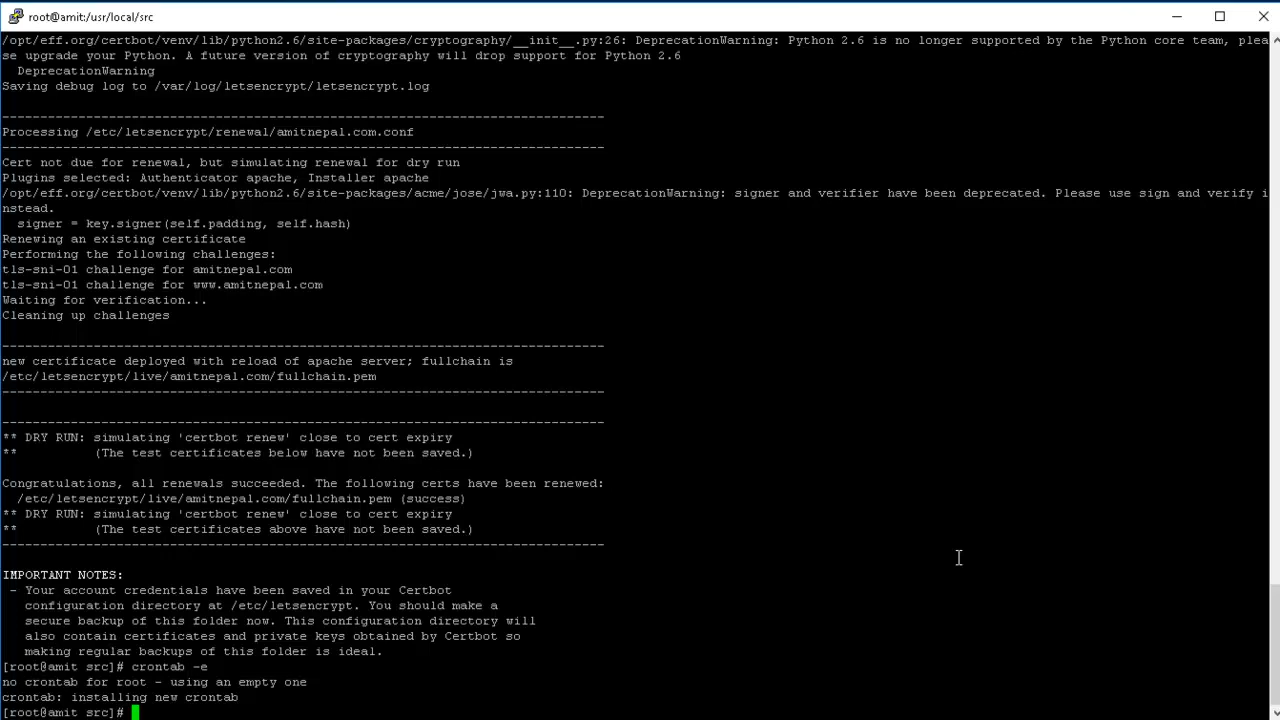 root@amit:/usr/local/src
/opt/eff.org/certbot/venv/lib/python2.6/site-packages/cryptography/__init__.py:26: DeprecationWarning: Python 2.6 is no longer supported by the Python core team, plea
se upgrade your Python. A future version of cryptography will drop support for Python 2.6
  DeprecationWarning
Saving debug log to /var/log/letsencrypt/letsencrypt.log
-------------------------------------------------------------------------------
Processing /etc/letsencrypt/renewal/amitnepal.com.conf
-------------------------------------------------------------------------------
Cert not due for renewal, but simulating renewal for dry run
Plugins selected: Authenticator apache, Installer apache
/opt/eff.org/certbot/venv/lib/python2.6/site-packages/acme/jose/jwa.py:110: DeprecationWarning: signer and verifier have been deprecated. Please use sign and verify i
nstead.
  signer = key.signer(self.padding, self.hash)
Renewing an existing certificate
Performing the following challenges:
tls-sni-01 challenge for amitnepal.com
tls-sni-01 challenge for www.amitnepal.com
Waiting for verification...
Cleaning up challenges
-------------------------------------------------------------------------------
new certificate deployed with reload of apache server; fullchain is
/etc/letsencrypt/live/amitnepal.com/fullchain.pem
-------------------------------------------------------------------------------
-------------------------------------------------------------------------------
** DRY RUN: simulating 'certbot renew' close to cert expiry
**          (The test certificates below have not been saved.)
Congratulations, all renewals succeeded. The following certs have been renewed:
  /etc/letsencrypt/live/amitnepal.com/fullchain.pem (success)
** DRY RUN: simulating 'certbot renew' close to cert expiry
**          (The test certificates above have not been saved.)
-------------------------------------------------------------------------------
IMPORTANT NOTES:
 - Your account credentials have been saved in your Certbot
   configuration directory at /etc/letsencrypt. You should make a
   secure backup of this folder now. This configuration directory will
   also contain certificates and private keys obtained by Certbot so
   making regular backups of this folder is ideal.
[root@amit src]# crontab -e
no crontab for root - using an empty one
crontab: installing new crontab
[root@amit src]#